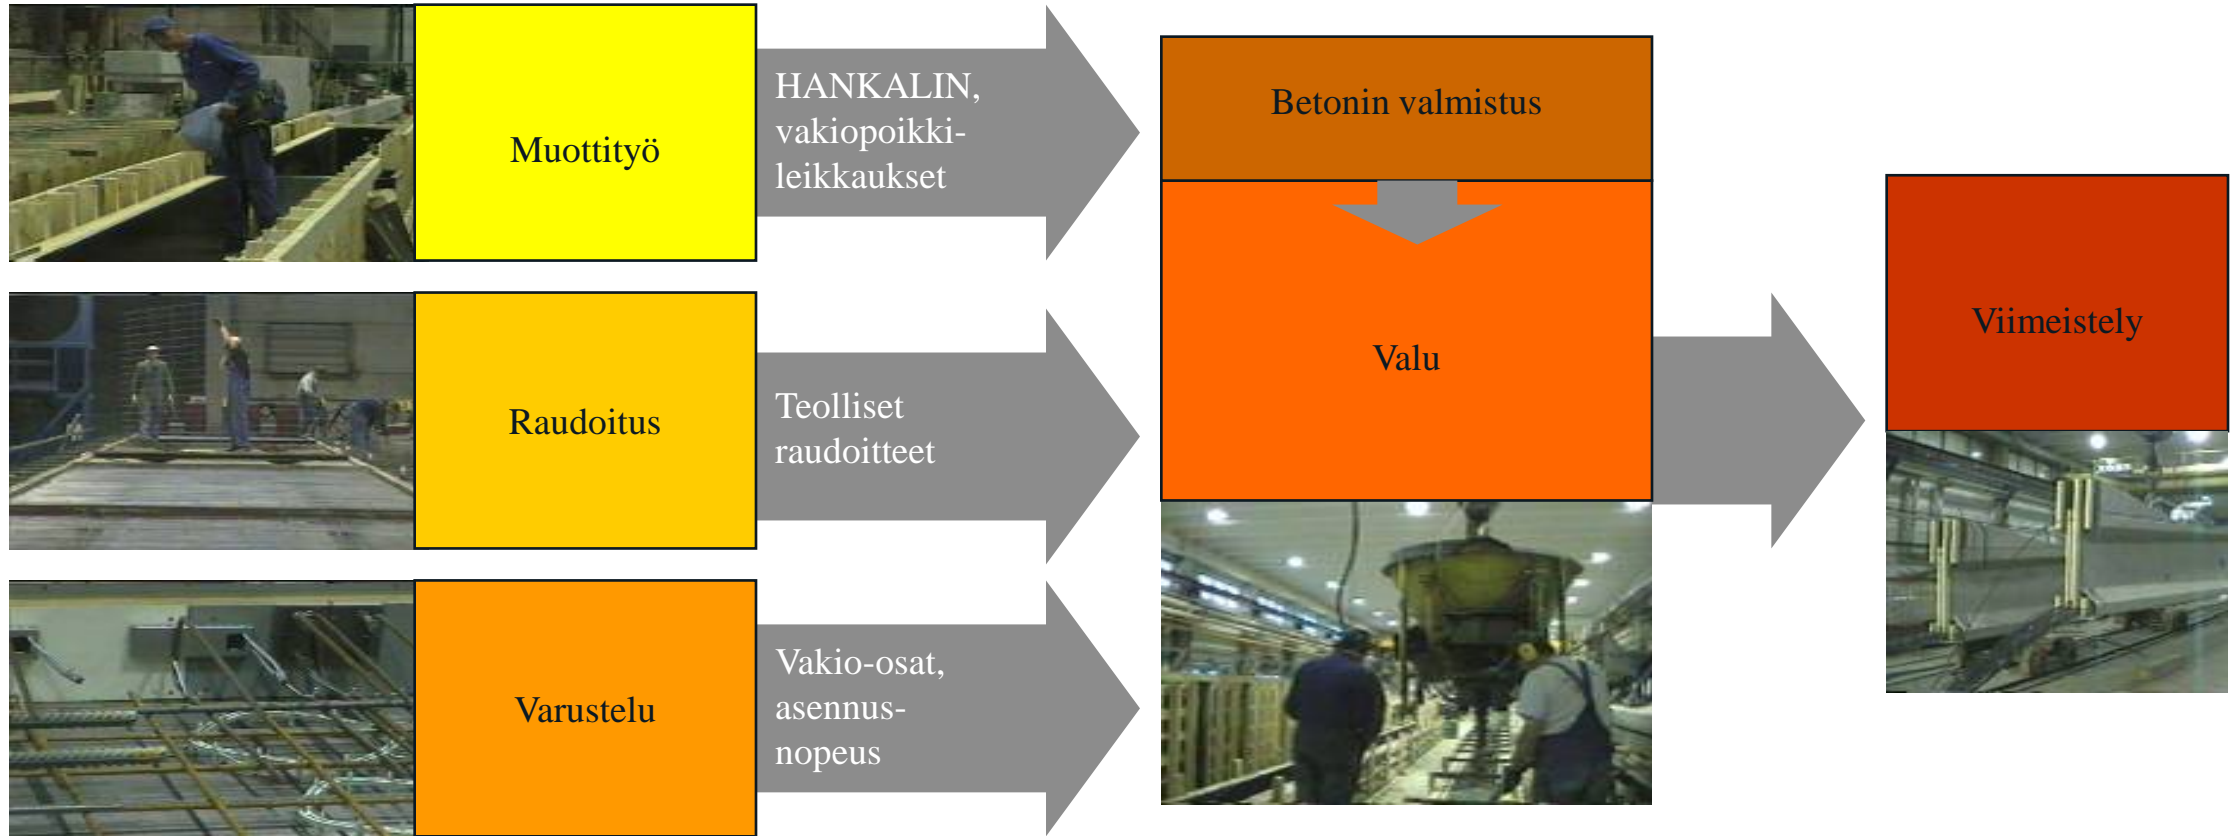 Muottityö
HANKALIN,
vakiopoikki-
leikkaukset
Raudoitus
Teolliset
raudoitteet
Varustelu
Vakio-osat,
asennus-
nopeus
Betonin valmistus
Valu
Viimeistely